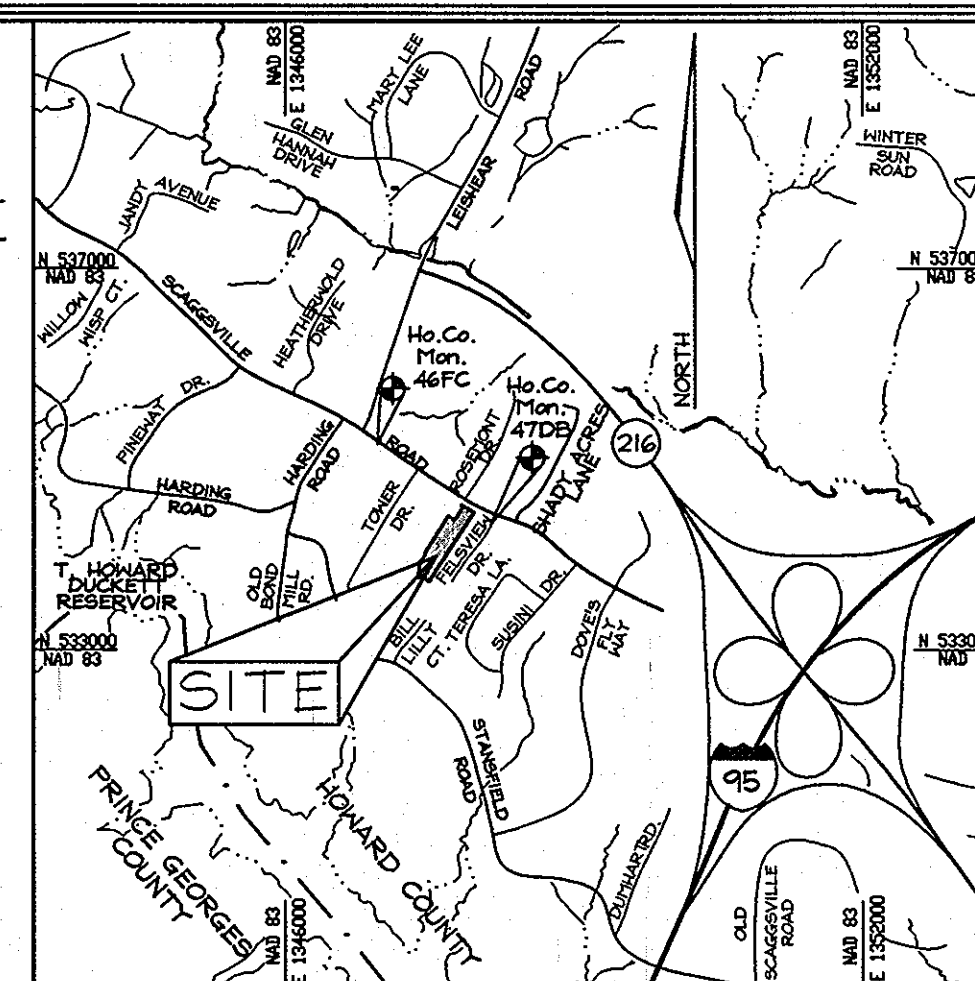 NAD 83
E 1346000
MARY LEE
LANE
ROAD
NAD 83
E 1352000
GLEN
HANNAH
DRIVE
WINTER
SUN
ROAD
JANDY AVENUE
LEISHEAR
N 537000
NAD 83
N 5370
NAD 8
WILLOW
WISP CT.
SCAGGSVILLE
HEATHERWOLD
DRIVE
Ho.Co.
Mon.
46FC
NORTH
PINEWAY DR.
Ho.Co.
Mon.
47DB
HARDING
ROAD
ROAD
ROSEMONT
DR.
SHADY ACRES
LANE
216
HARDING
ROAD
TOWER
DR.
FELSVIEW
DR.
T. HOWARD
DUCKETT
RESERVOIR
OLD
BOND
MILL
RD.
N 533000
NAD 83
BILL
LILLY
CT.
TERESA LA.
SUSINI DR.
DOVE'S
FLY
WAY
N 5330
NAD
SITE
STANSFIELD
ROAD
95
PRINCE GEORGES
COUNTY
HOWARD COUNTY
DUMHARTRD.
OLD
SCAGGSVILLE
ROAD
NAD 83
E 1346000
NAD 83
E 1352000